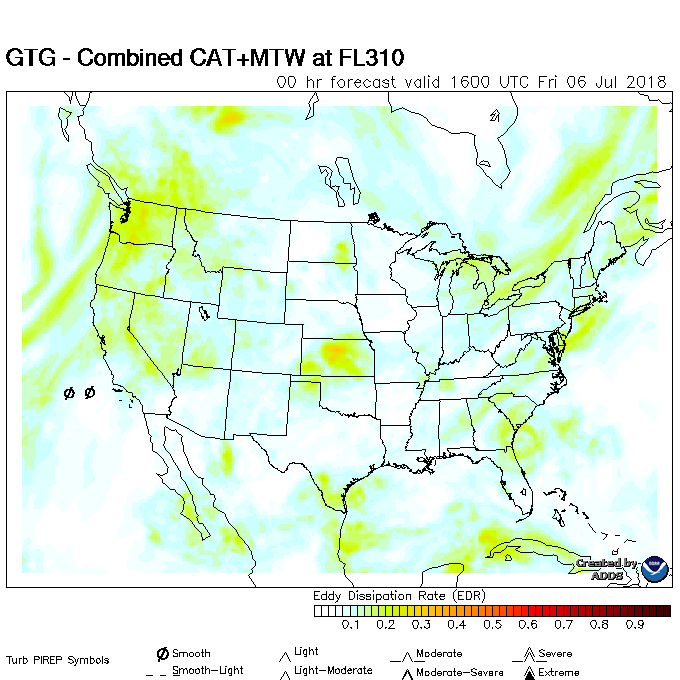 GTG - Combined CAT+MTW at FL310
00 hr forecast valid 1600 UTC Fri 06 Jul 2018
Created by
ADDS
Eddy Dissipation Rate (EDR)
0.1 0.2 0.3 0.4 0.5 0.6 0.7 0.8 0.9
Turb PIREP Symbols
Smooth Light Moderate Severe
Smooth-Light Light-Moderate Moderate-Severe Extreme